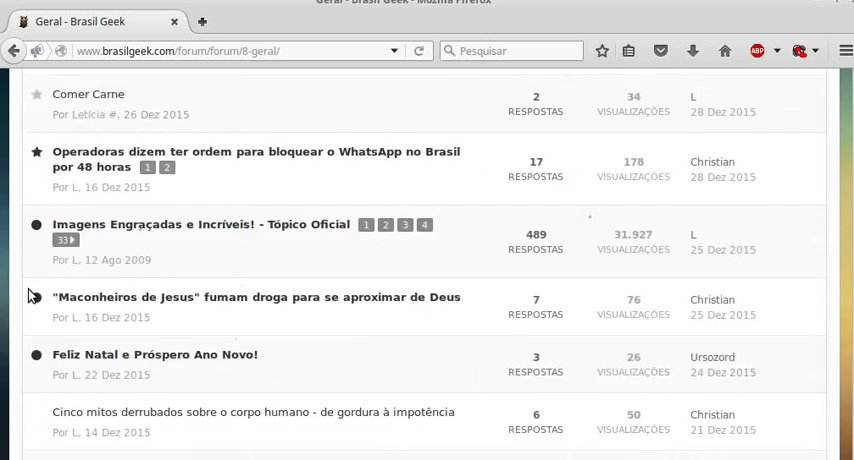 Geral - Brasil Geek - Mozilla Firefox
Geral - Brasil Geek
www.brasilgeek.com/forum/forum/8-geral/
Pesquisar
ABP
Comer Carne
Por Letícia #, 26 Dez 2015
2
RESPOSTAS
34
VISUALIZAÇÕES
L
28 Dez 2015
Operadoras dizem ter ordem para bloquear o WhatsApp no Brasil
por 48 horas 1 2
Por L, 16 Dez 2015
17
RESPOSTAS
178
VISUALIZAÇÕES
Christian
28 Dez 2015
Imagens Engraçadas e Incríveis! - Tópico Oficial 1 2 3 4
33
Por L, 12 Ago 2009
489
RESPOSTAS
31.927
VISUALIZAÇÕES
L
25 Dez 2015
"Maconheiros de Jesus" fumam droga para se aproximar de Deus
Por L, 16 Dez 2015
7
RESPOSTAS
76
VISUALIZAÇÕES
Christian
25 Dez 2015
Feliz Natal e Próspero Ano Novo!
Por L, 22 Dez 2015
3
RESPOSTAS
26
VISUALIZAÇÕES
Ursozord
24 Dez 2015
Cinco mitos derrubados sobre o corpo humano - de gordura à impotência
Por L, 14 Dez 2015
6
RESPOSTAS
50
VISUALIZAÇÕES
Christian
21 Dez 2015